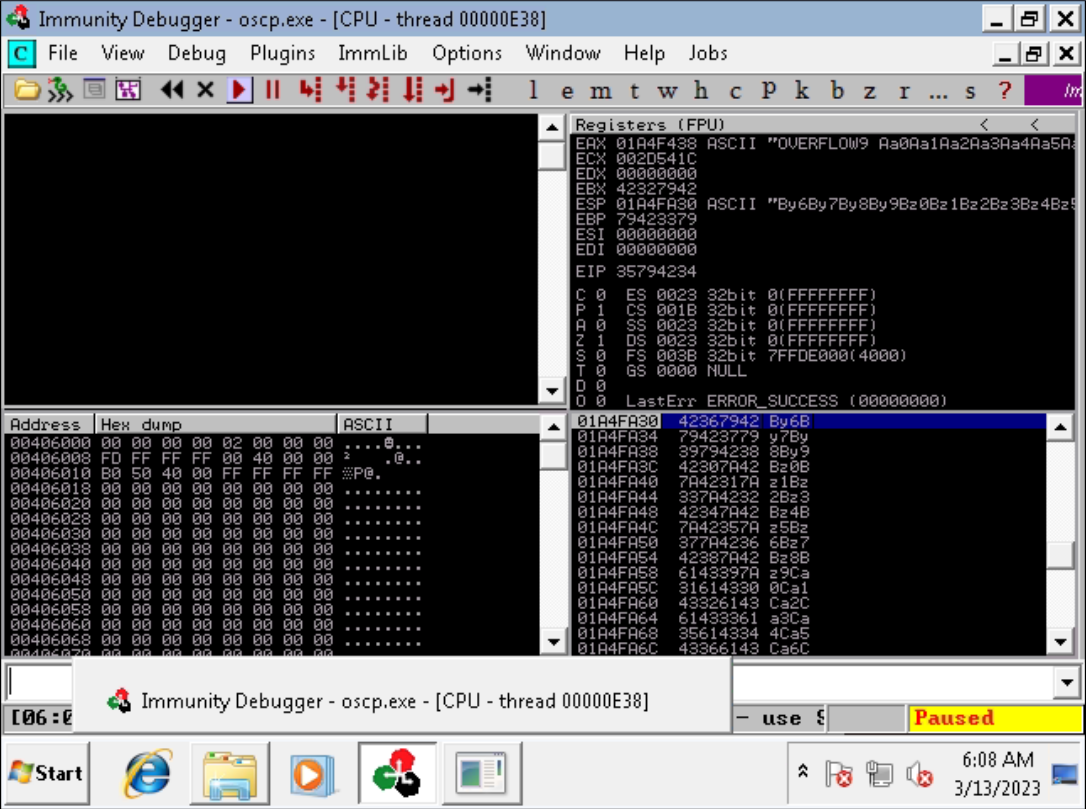 Immunity Debugger - oscp.exe - [CPU - thread 00000E38]
C File View Debug Plugins ImmLib Options Window Help Jobs
l e m t w h c P k b z r ... s ? Im
Registers (FPU) < <
EAX 01A4F438 ASCII "OVERFLOW9 Aa0Aa1Aa2Aa3Aa4Aa5Aa
ECX 002D541C
EDX 00000000
EBX 42327942
ESP 01A4FA30 ASCII "By6By7By8By9Bz0Bz1Bz2Bz3Bz4Bz5
EBP 79423379
ESI 00000000
EDI 00000000
EIP 35794234
C 0 ES 0023 32bit 0(FFFFFFFF)
P 1 CS 001B 32bit 0(FFFFFFFF)
A 0 SS 0023 32bit 0(FFFFFFFF)
Z 1 DS 0023 32bit 0(FFFFFFFF)
S 0 FS 003B 32bit 7FFDE000(4000)
T 0 GS 0000 NULL
D 0
O 0 LastErr ERROR_SUCCESS (00000000)
Address Hex dump ASCII
00406000 00 00 00 00 02 00 00 00
00406008 FD FF FF FF 00 40 00 00 ² .@..
00406010 B0 50 40 00 FF FF FF FF ▒P@.
00406018 00 00 00 00 00 00 00 00 ........
00406020 00 00 00 00 00 00 00 00 ........
00406028 00 00 00 00 00 00 00 00 ........
00406030 00 00 00 00 00 00 00 00 ........
00406038 00 00 00 00 00 00 00 00 ........
00406040 00 00 00 00 00 00 00 00 ........
00406048 00 00 00 00 00 00 00 00 ........
00406050 00 00 00 00 00 00 00 00 ........
00406058 00 00 00 00 00 00 00 00 ........
00406060 00 00 00 00 00 00 00 00 ........
00406068 00 00 00 00 00 00 00 00 ........
00406070 00 00 00 00 00 00 00 00
01A4FA30 42367942 By6B
01A4FA34 79423779 y7By
01A4FA38 39794238 8By9
01A4FA3C 42307A42 Bz0B
01A4FA40 7A42317A z1Bz
01A4FA44 337A4232 2Bz3
01A4FA48 42347A42 Bz4B
01A4FA4C 7A42357A z5Bz
01A4FA50 377A4236 6Bz7
01A4FA54 42387A42 Bz8B
01A4FA58 6143397A z9Ca
01A4FA5C 31614330 0Ca1
01A4FA60 43326143 Ca2C
01A4FA64 61433361 a3Ca
01A4FA68 35614334 4Ca5
01A4FA6C 43366143 Ca6C
Immunity Debugger - oscp.exe - [CPU - thread 00000E38]
[06:0
- use
Paused
Start
6:08 AM
3/13/2023